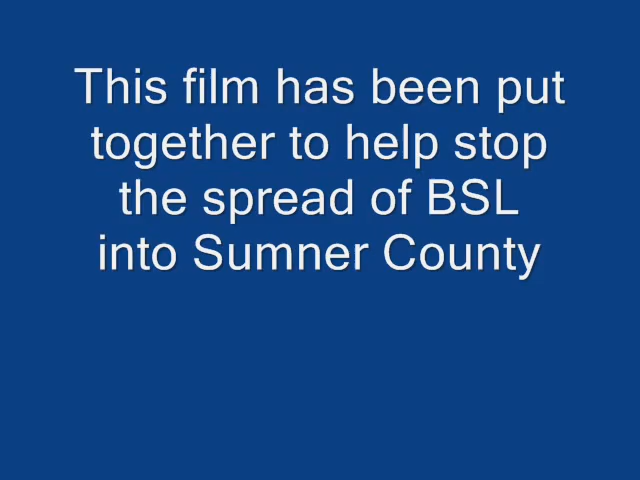 This film has been put
together to help stop
the spread of BSL
into Sumner County